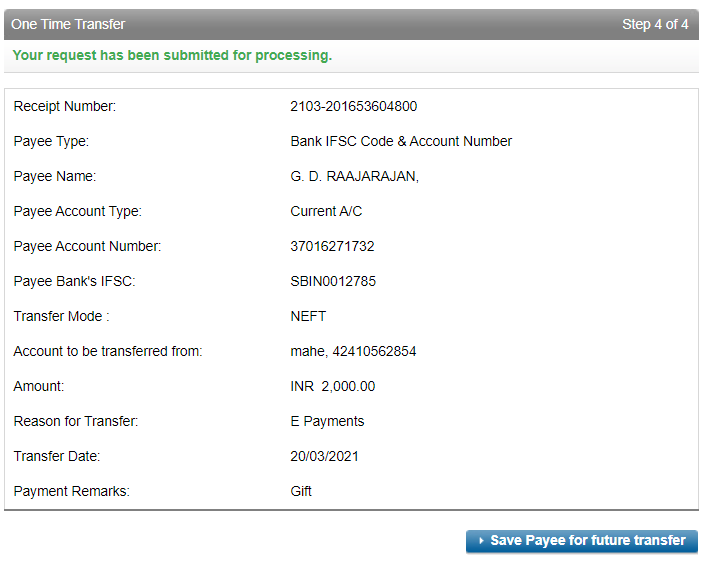 One Time Transfer Step 4 of 4
Your request has been submitted for processing.
Receipt Number: 2103-201653604800
Payee Type: Bank IFSC Code & Account Number
Payee Name: G. D. RAAJARAJAN,
Payee Account Type: Current A/C
Payee Account Number: 37016271732
Payee Bank's IFSC: SBIN0012785
Transfer Mode : NEFT
Account to be transferred from: mahe, 42410562854
Amount: INR 2,000.00
Reason for Transfer: E Payments
Transfer Date: 20/03/2021
Payment Remarks: Gift
Save Payee for future transfer